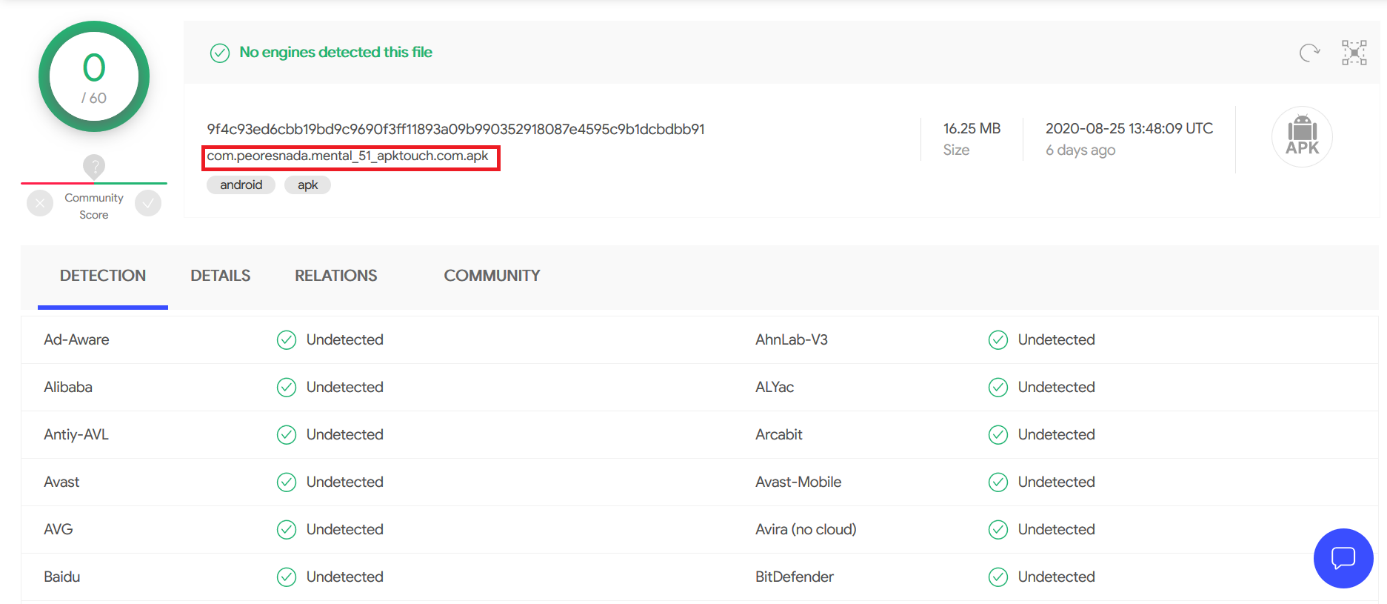 0
/ 60
?
Community
Score
No engines detected this file
9f4c93ed6cbb19bd9c9690f3ff11893a09b990352918087e4595c9b1dcbdbb91
com.peoresnada.mental_51_apktouch.com.apk
android apk
16.25 MB
Size
2020-08-25 13:48:09 UTC
6 days ago
APK
DETECTION DETAILS RELATIONS COMMUNITY
Ad-Aware Undetected AhnLab-V3 Undetected
Alibaba Undetected ALYac Undetected
Antiy-AVL Undetected Arcabit Undetected
Avast Undetected Avast-Mobile Undetected
AVG Undetected Avira (no cloud) Undetected
Baidu Undetected BitDefender Undetected